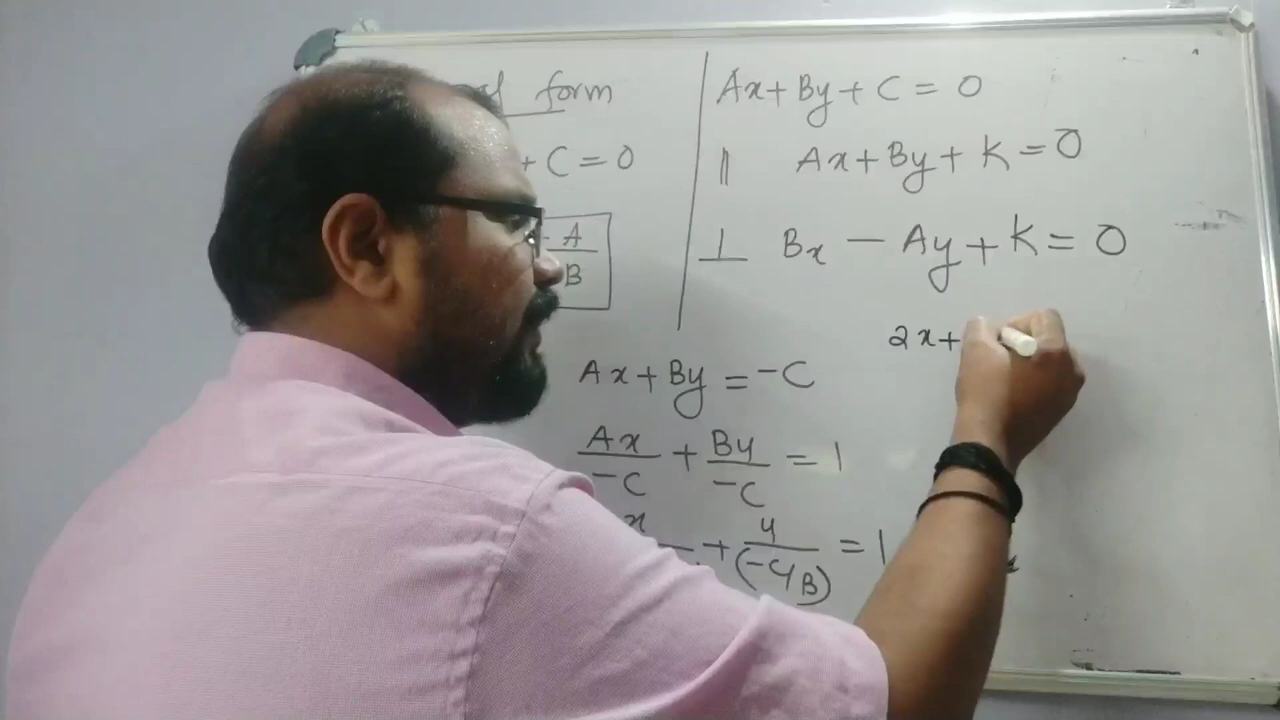 form
+ C = 0
- A
B
Ax + By + C = 0
|| Ax + By + K = 0
⊥ Bx - Ay + K = 0
2x+
Ax + By = -C
Ax/-C + By/-C = 1
x
+ y/(-C/B) = 1